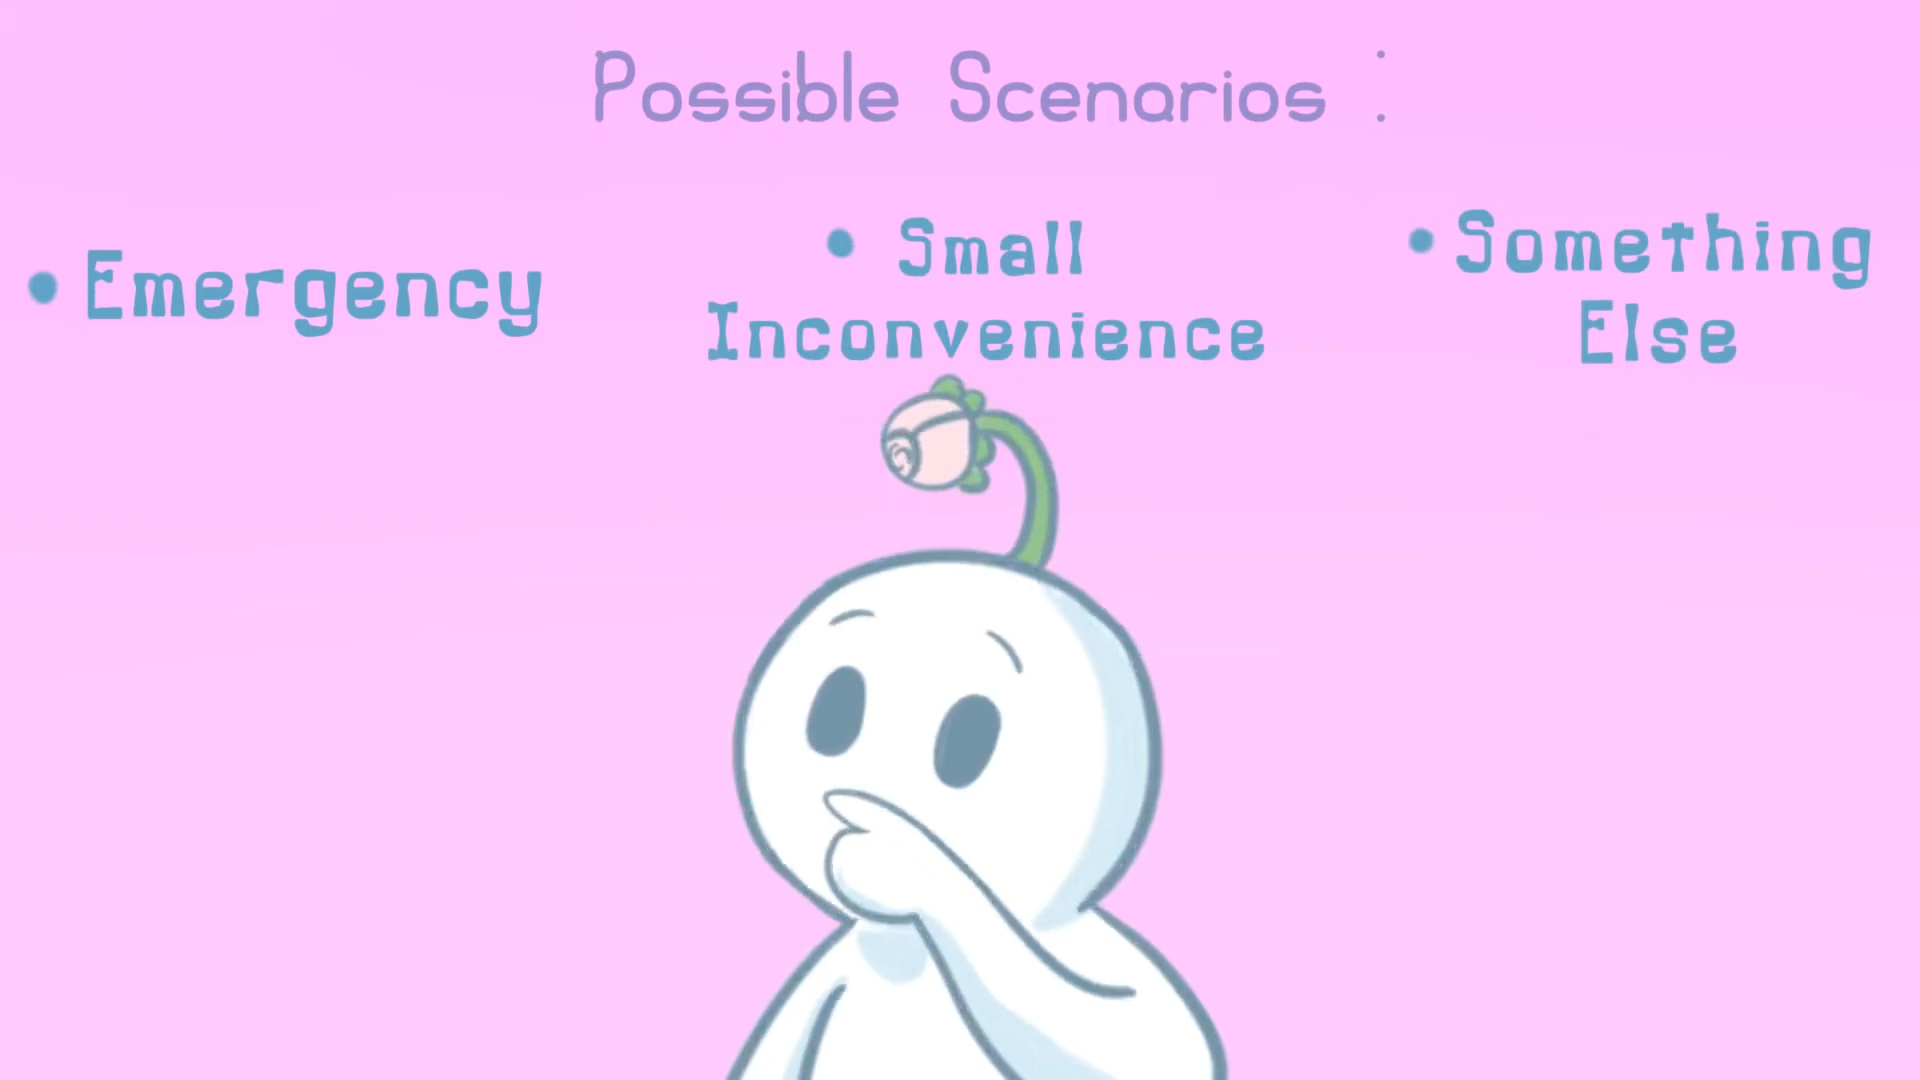 Possible Scenarios :
• Emergency
• Small
Inconvenience
• Something
Else